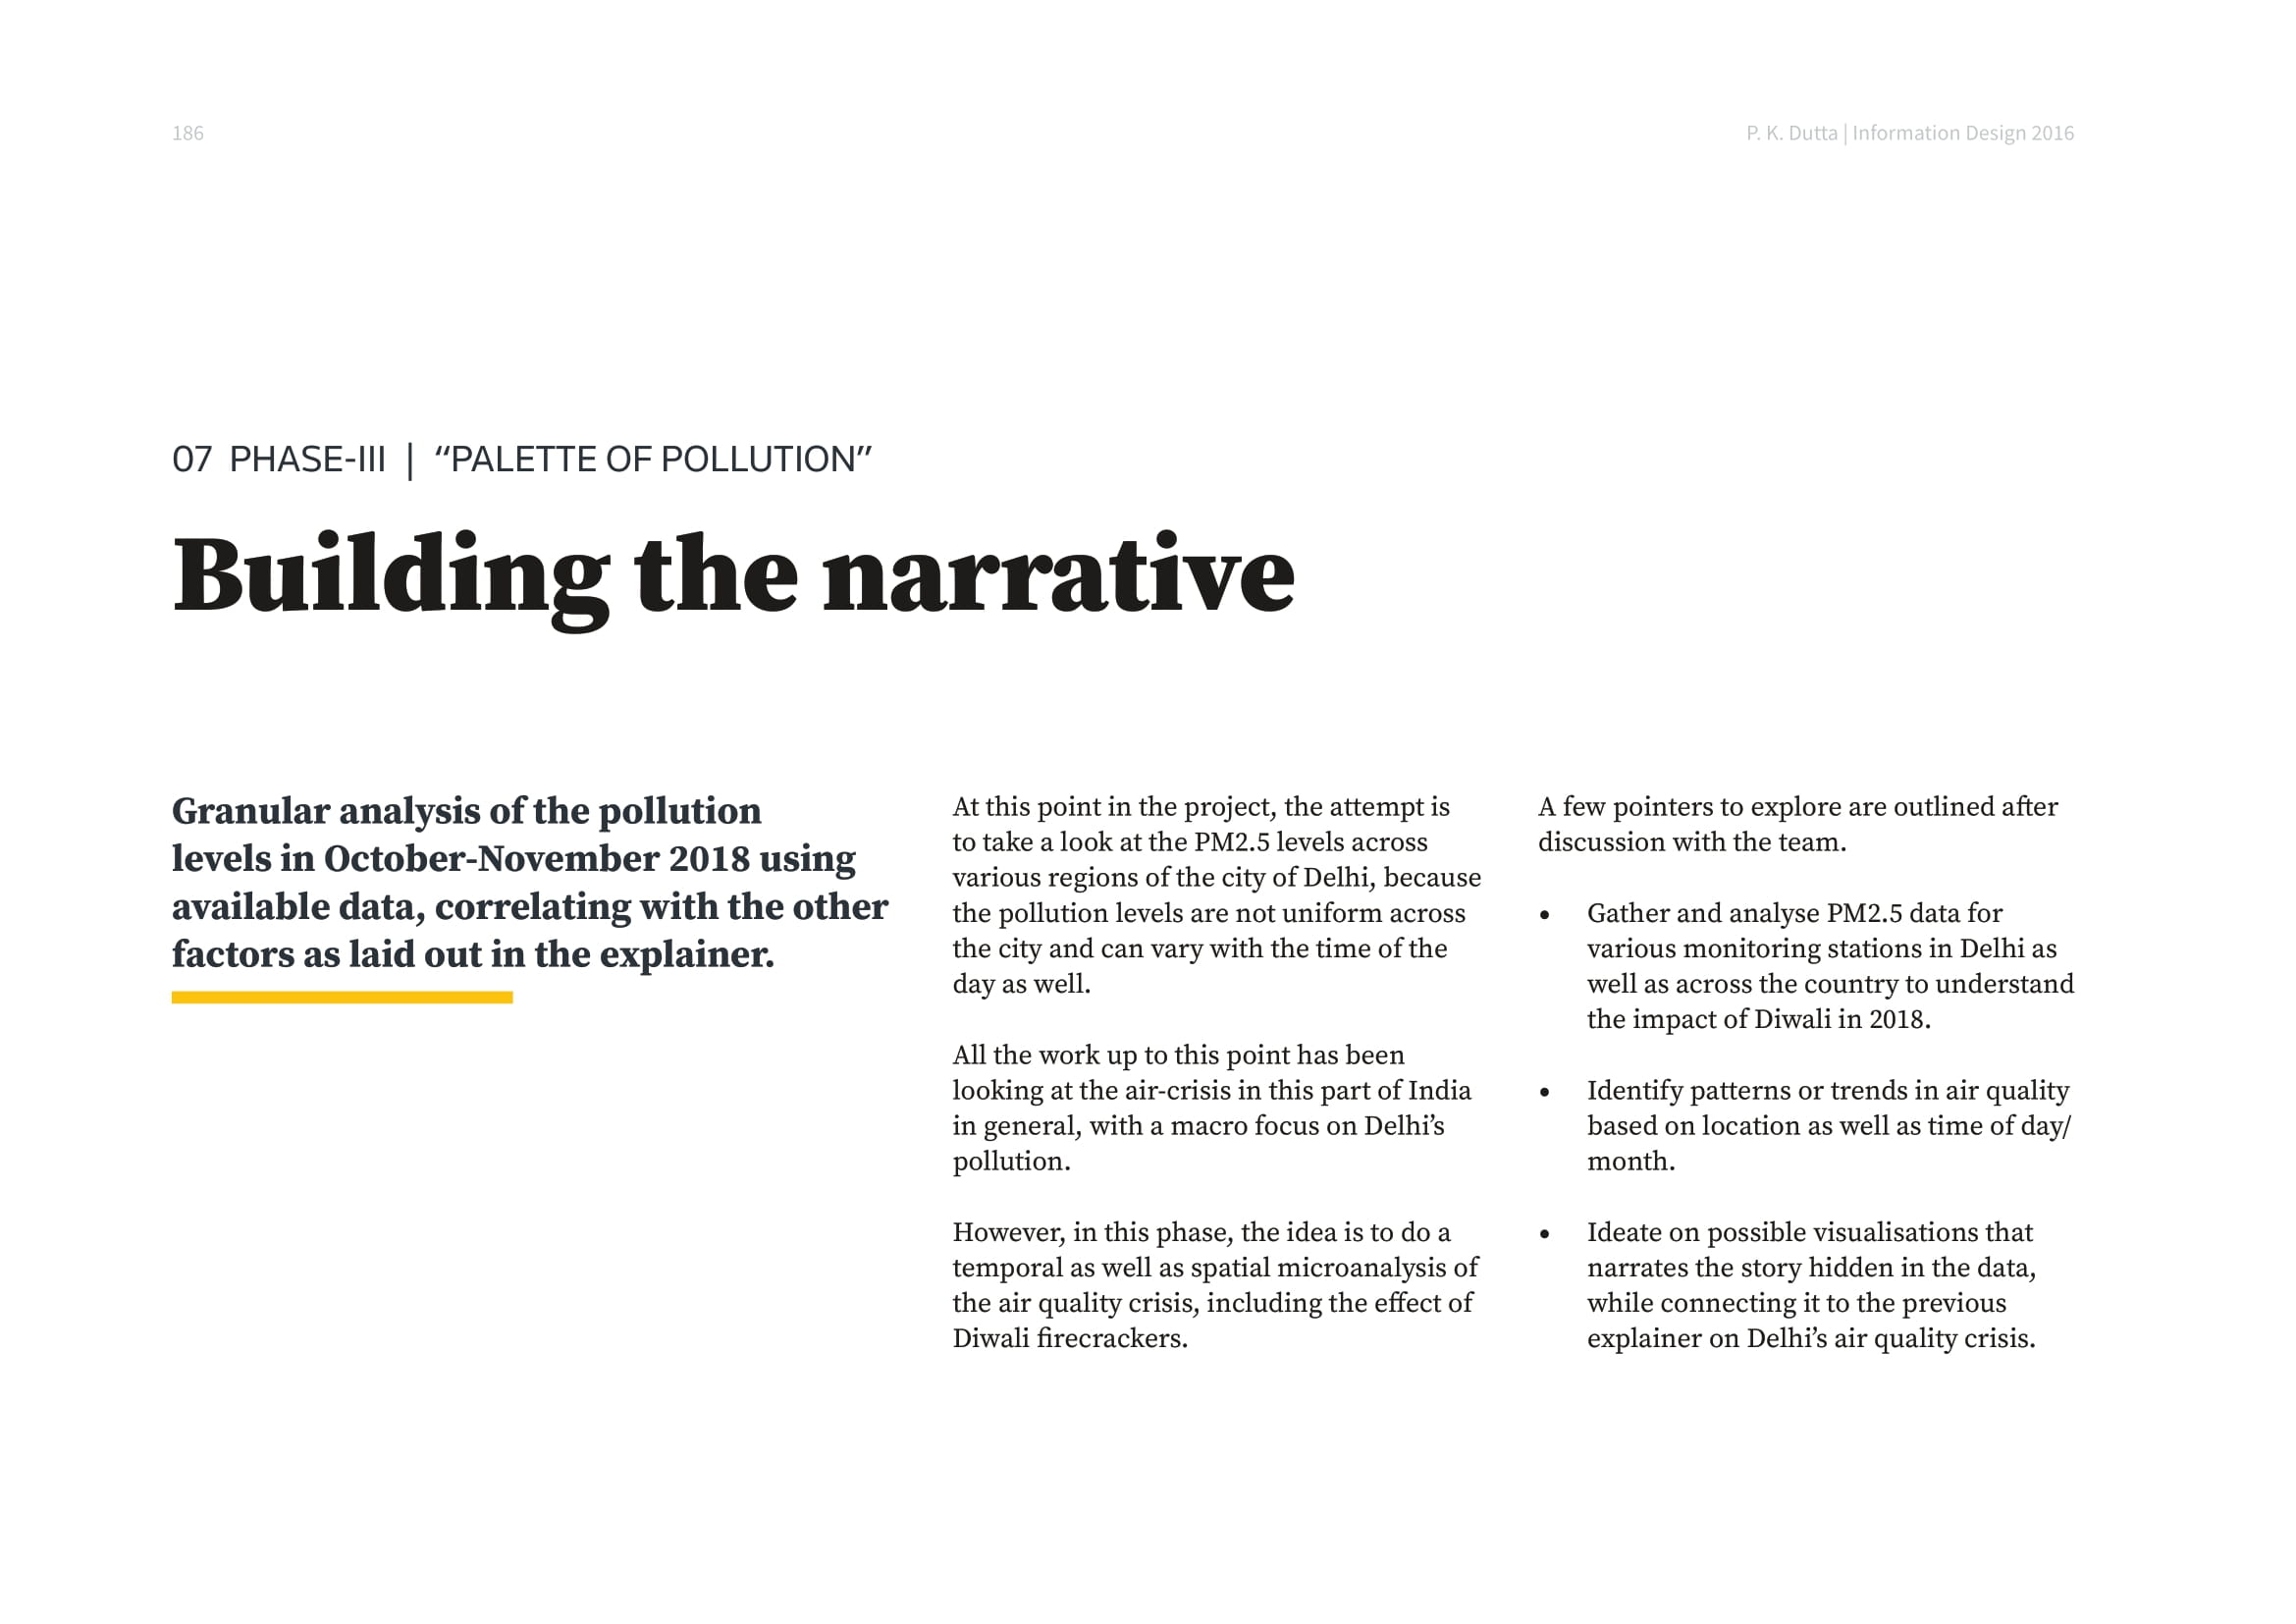 186
P. K. Dutta | Information Design 2016
07 PHASE-III | “PALETTE OF POLLUTION”
Building the narrative
Granular analysis of the pollution
levels in October-November 2018 using
available data, correlating with the other
factors as laid out in the explainer.
At this point in the project, the attempt is
to take a look at the PM2.5 levels across
various regions of the city of Delhi, because
the pollution levels are not uniform across
the city and can vary with the time of the
day as well.
All the work up to this point has been
looking at the air-crisis in this part of India
in general, with a macro focus on Delhi’s
pollution.
However, in this phase, the idea is to do a
temporal as well as spatial microanalysis of
the air quality crisis, including the effect of
Diwali firecrackers.
A few pointers to explore are outlined after
discussion with the team.
• Gather and analyse PM2.5 data for
various monitoring stations in Delhi as
well as across the country to understand
the impact of Diwali in 2018.
• Identify patterns or trends in air quality
based on location as well as time of day/
month.
• Ideate on possible visualisations that
narrates the story hidden in the data,
while connecting it to the previous
explainer on Delhi’s air quality crisis.